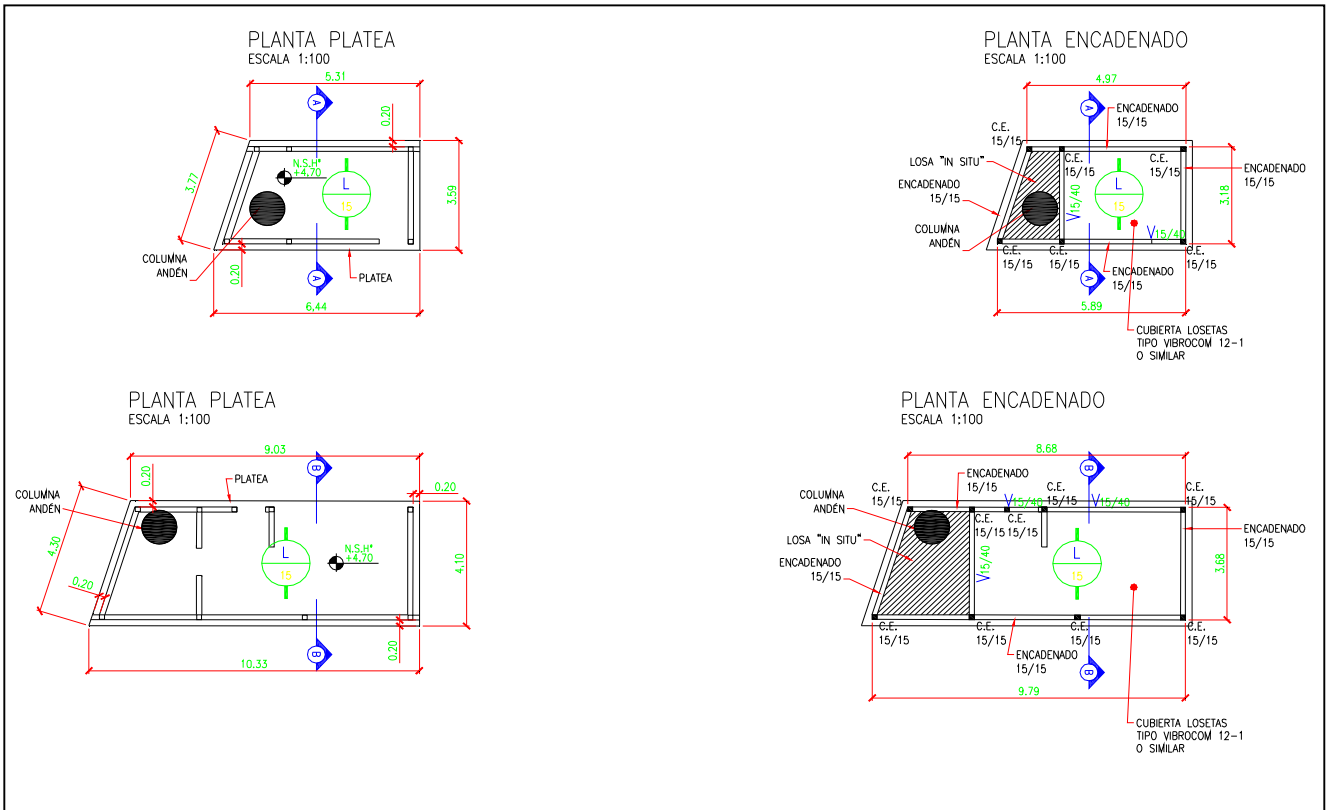 PLANTA PLATEA
ESCALA 1:100
5.31
A
0.20
3.77
N.S.H°
+4.70
L
15
3.59
COLUMNA
ANDÉN
0.20
PLATEA
A
6.44
PLANTA ENCADENADO
ESCALA 1:100
4.97
A
ENCADENADO
15/15
C.E.
15/15
LOSA "IN SITU"
C.E.
15/15
C.E.
15/15
ENCADENADO
15/15
ENCADENADO
15/15
V15/40
L
15
3.18
COLUMNA
ANDÉN
V15/40
C.E.
15/15
C.E.
15/15
C.E.
15/15
ENCADENADO
15/15
A
5.89
CUBIERTA LOSETAS
TIPO VIBROCOM 12-1
O SIMILAR
PLANTA PLATEA
ESCALA 1:100
9.03
B
0.20
PLATEA
0.20
COLUMNA
ANDÉN
4.30
L
15
N.S.H°
+4.70
4.10
0.20
0.20
B
10.33
PLANTA ENCADENADO
ESCALA 1:100
8.68
B
ENCADENADO
15/15
C.E.
15/15
COLUMNA
ANDÉN
V15/40
C.E.
15/15
V15/40
C.E.
15/15
C.E.
15/15
C.E.
15/15
LOSA "IN SITU"
ENCADENADO
15/15
ENCADENADO
15/15
V15/40
L
15
3.68
C.E.
15/15
C.E.
15/15
C.E.
15/15
C.E.
15/15
ENCADENADO
15/15
B
9.79
CUBIERTA LOSETAS
TIPO VIBROCOM 12-1
O SIMILAR